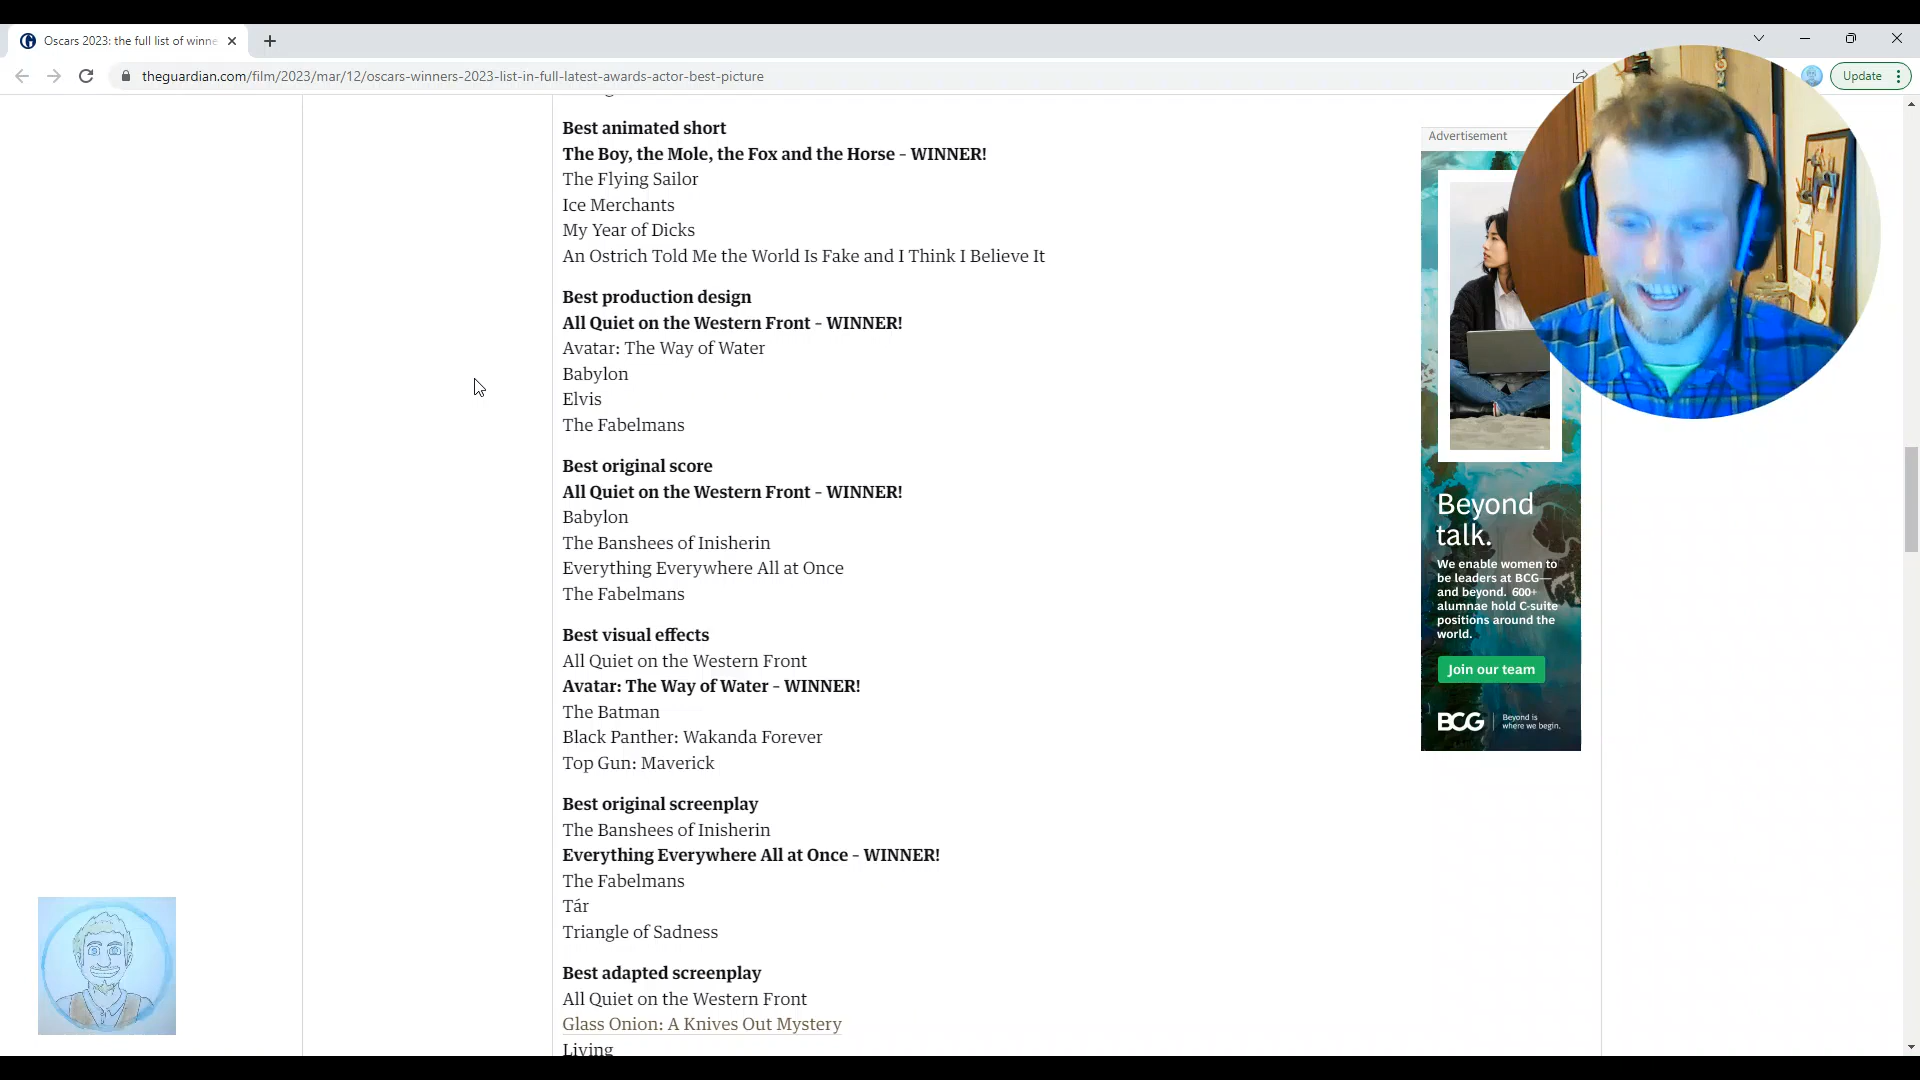 Oscars 2023: the full list of winne
theguardian.com/film/2023/mar/12/oscars-winners-2023-list-in-full-latest-awards-actor-best-picture
Update
Best animated short
The Boy, the Mole, the Fox and the Horse – WINNER!
The Flying Sailor
Ice Merchants
My Year of Dicks
An Ostrich Told Me the World Is Fake and I Think I Believe It
Best production design
All Quiet on the Western Front – WINNER!
Avatar: The Way of Water
Babylon
Elvis
The Fabelmans
Best original score
All Quiet on the Western Front – WINNER!
Babylon
The Banshees of Inisherin
Everything Everywhere All at Once
The Fabelmans
Best visual effects
All Quiet on the Western Front
Avatar: The Way of Water – WINNER!
The Batman
Black Panther: Wakanda Forever
Top Gun: Maverick
Best original screenplay
The Banshees of Inisherin
Everything Everywhere All at Once – WINNER!
The Fabelmans
Tár
Triangle of Sadness
Best adapted screenplay
All Quiet on the Western Front
Glass Onion: A Knives Out Mystery
Living
Advertisement
Beyond
talk.
We enable women to
be leaders at BCG—
and beyond. 600+
alumnae hold C-suite
positions around the
world.
Join our team
BCG
Beyond is
where we begin.